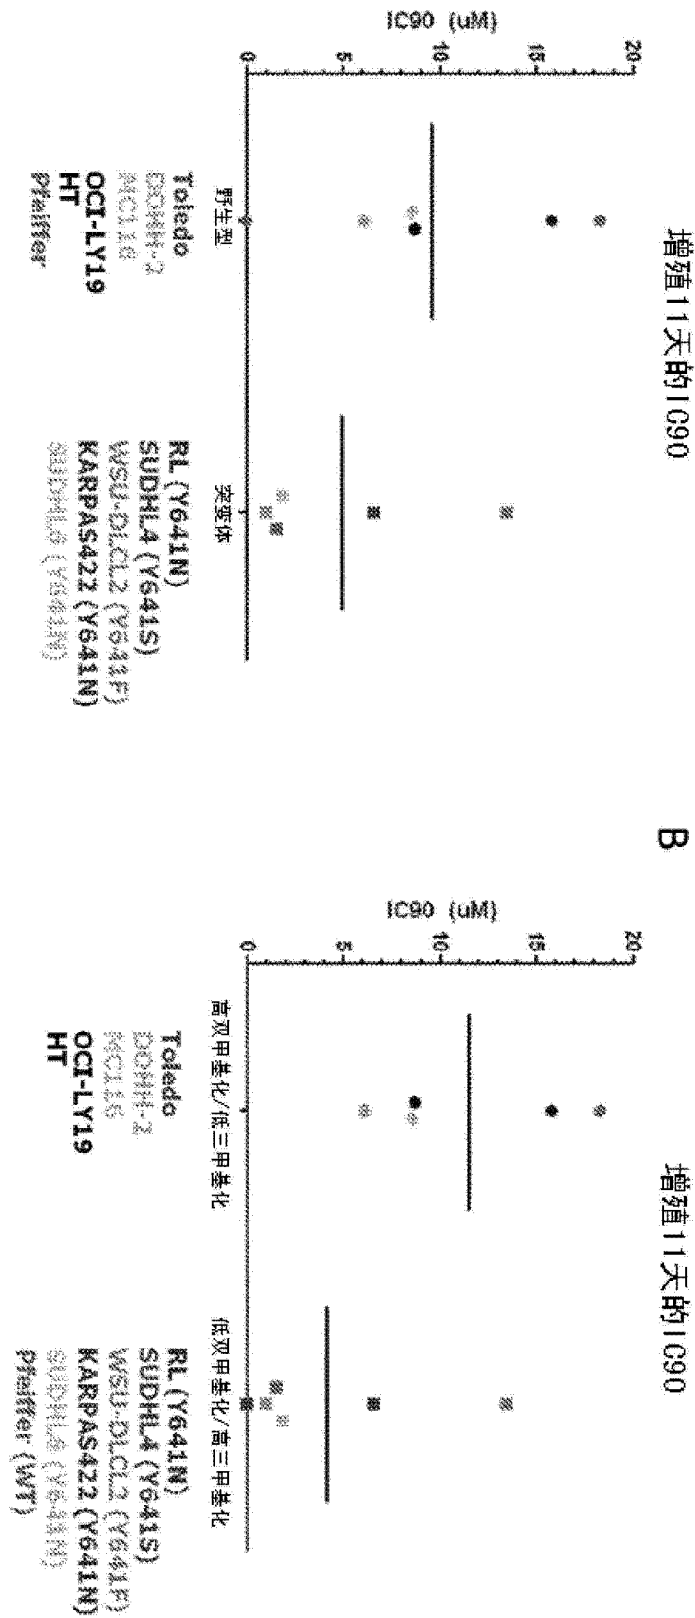 增殖11天的IC90
IC90 (uM)
20
15
10
5
0
野生型
突变体
Toledo
DOHH-2
MC116
OCI-LY19
HT
Pfeiffer
RL (Y641N)
SUDHL4 (Y641S)
WSU-DLCL2 (Y641F)
KARPAS422 (Y641N)
SUDHL6 (Y641N)
B
增殖11天的IC90
IC90 (uM)
20
15
10
5
0
高双甲基化/低三甲基化
低双甲基化/高三甲基化
Toledo
DOHH-2
MC116
OCI-LY19
HT
RL (Y641N)
SUDHL4 (Y641S)
WSU-DLCL2 (Y641F)
KARPAS422 (Y641N)
SUDHL6 (Y641N)
Pfeiffer (WT)